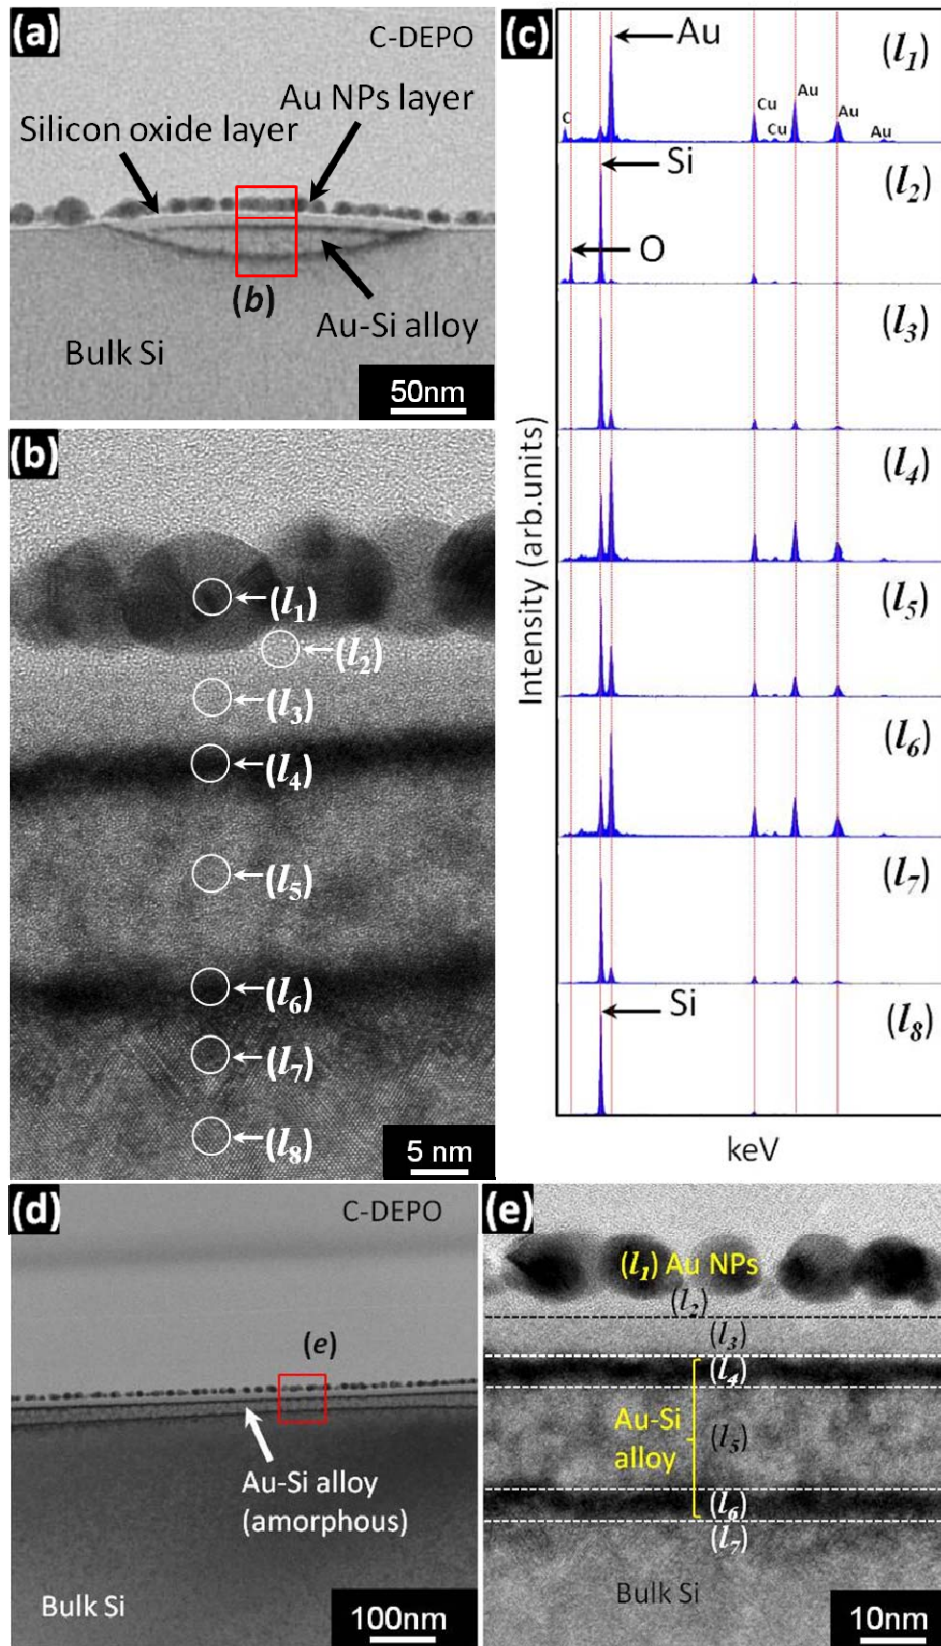 (a)
C-DEPO
Au NPs layer
Silicon oxide layer
(b)
Au-Si alloy
Bulk Si
50nm
(b)
(l1)
(l2)
(l3)
(l4)
(l5)
(l6)
(l7)
(l8)
5 nm
(c)
Au
(l1)
C
Cu
Cu
Au
Au
Au
Si
(l2)
O
(l3)
(l4)
(l5)
(l6)
(l7)
Si
(l8)
Intensity (arb.units)
keV
(d)
C-DEPO
(e)
Au-Si alloy
(amorphous)
Bulk Si
100nm
(e)
(l1) Au NPs
(l2)
(l3)
(l4)
Au-Si
alloy
(l5)
(l6)
(l7)
Bulk Si
10nm